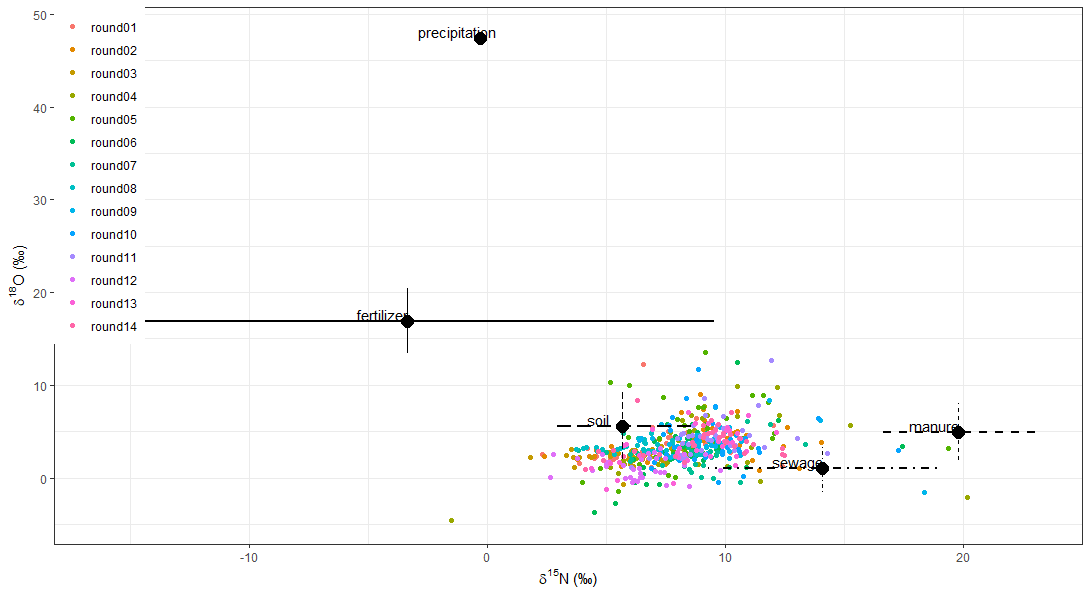 50
40
30
20
10
0
δ18O (‰)
round01
round02
round03
round04
round05
round06
round07
round08
round09
round10
round11
round12
round13
round14
precipitation
fertilizer
soil
manure
sewage
-10
0
10
20
δ15N (‰)